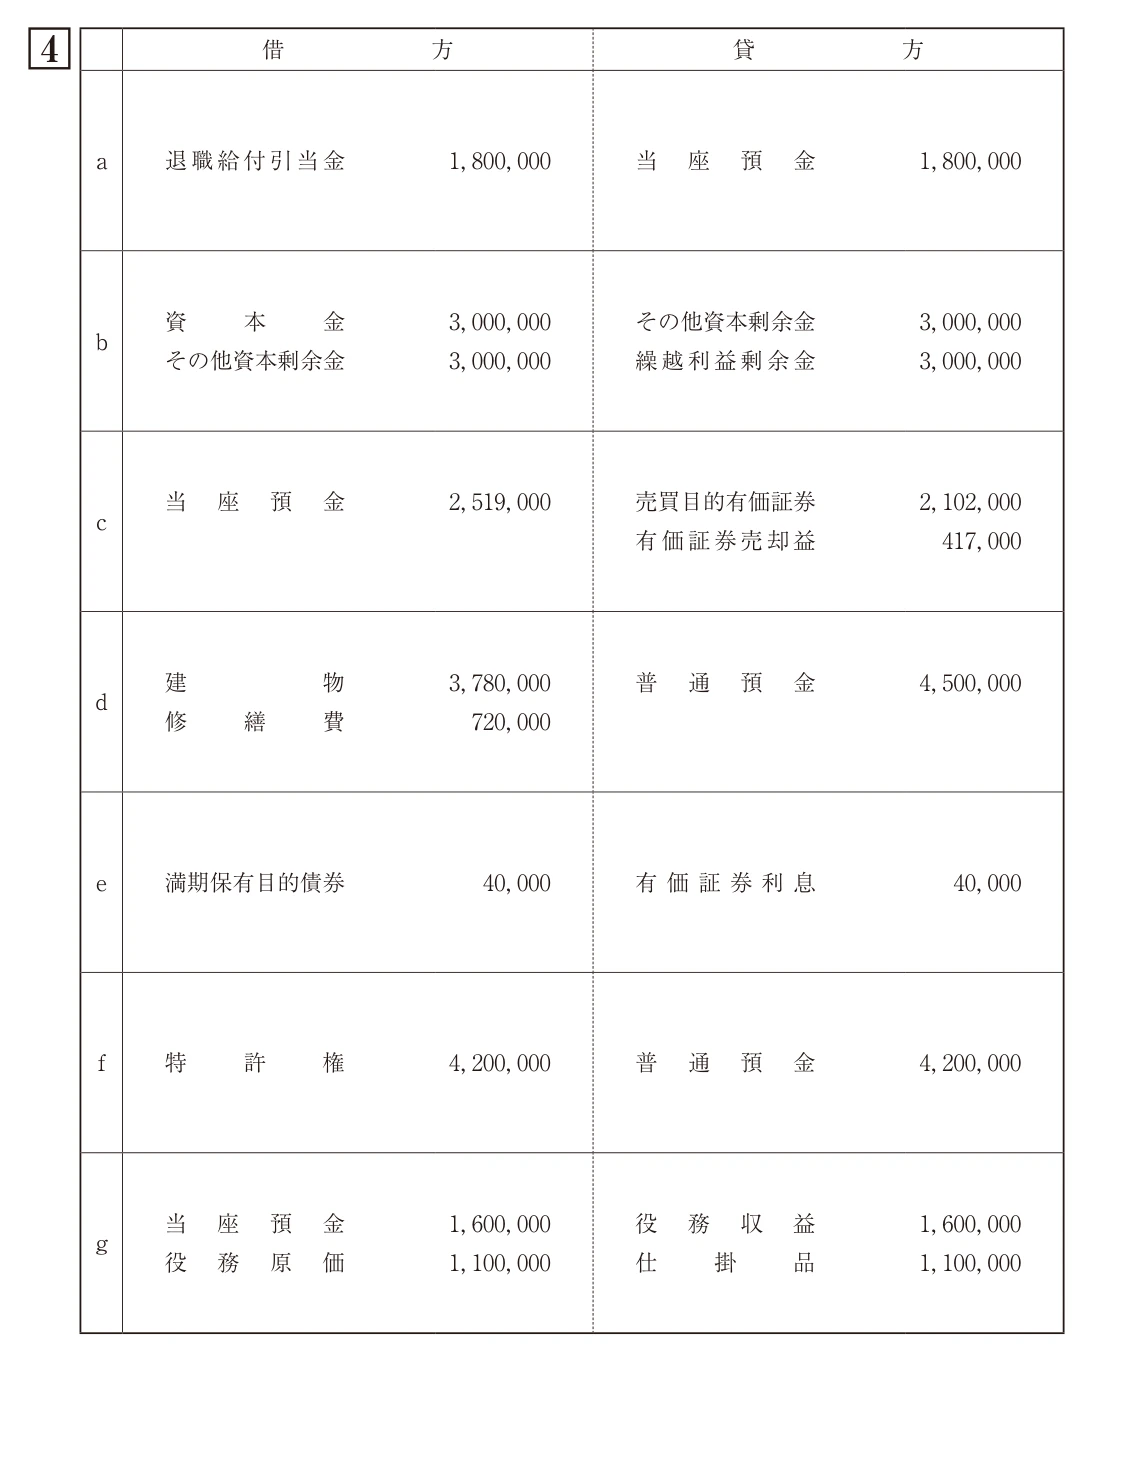 4
借方 貸方
a 退職給付引当金 1,800,000 当座預金 1,800,000
b
資本金 3,000,000 その他資本剰余金 3,000,000
その他資本剰余金 3,000,000 繰越利益剰余金 3,000,000
c
当座預金 2,519,000 売買目的有価証券 2,102,000
有価証券売却益 417,000
d
建物 3,780,000 普通預金 4,500,000
修繕費 720,000
e 満期保有目的債券 40,000 有価証券利息 40,000
f 特許権 4,200,000 普通預金 4,200,000
g
当座預金 1,600,000 役務収益 1,600,000
役務原価 1,100,000 仕掛品 1,100,000